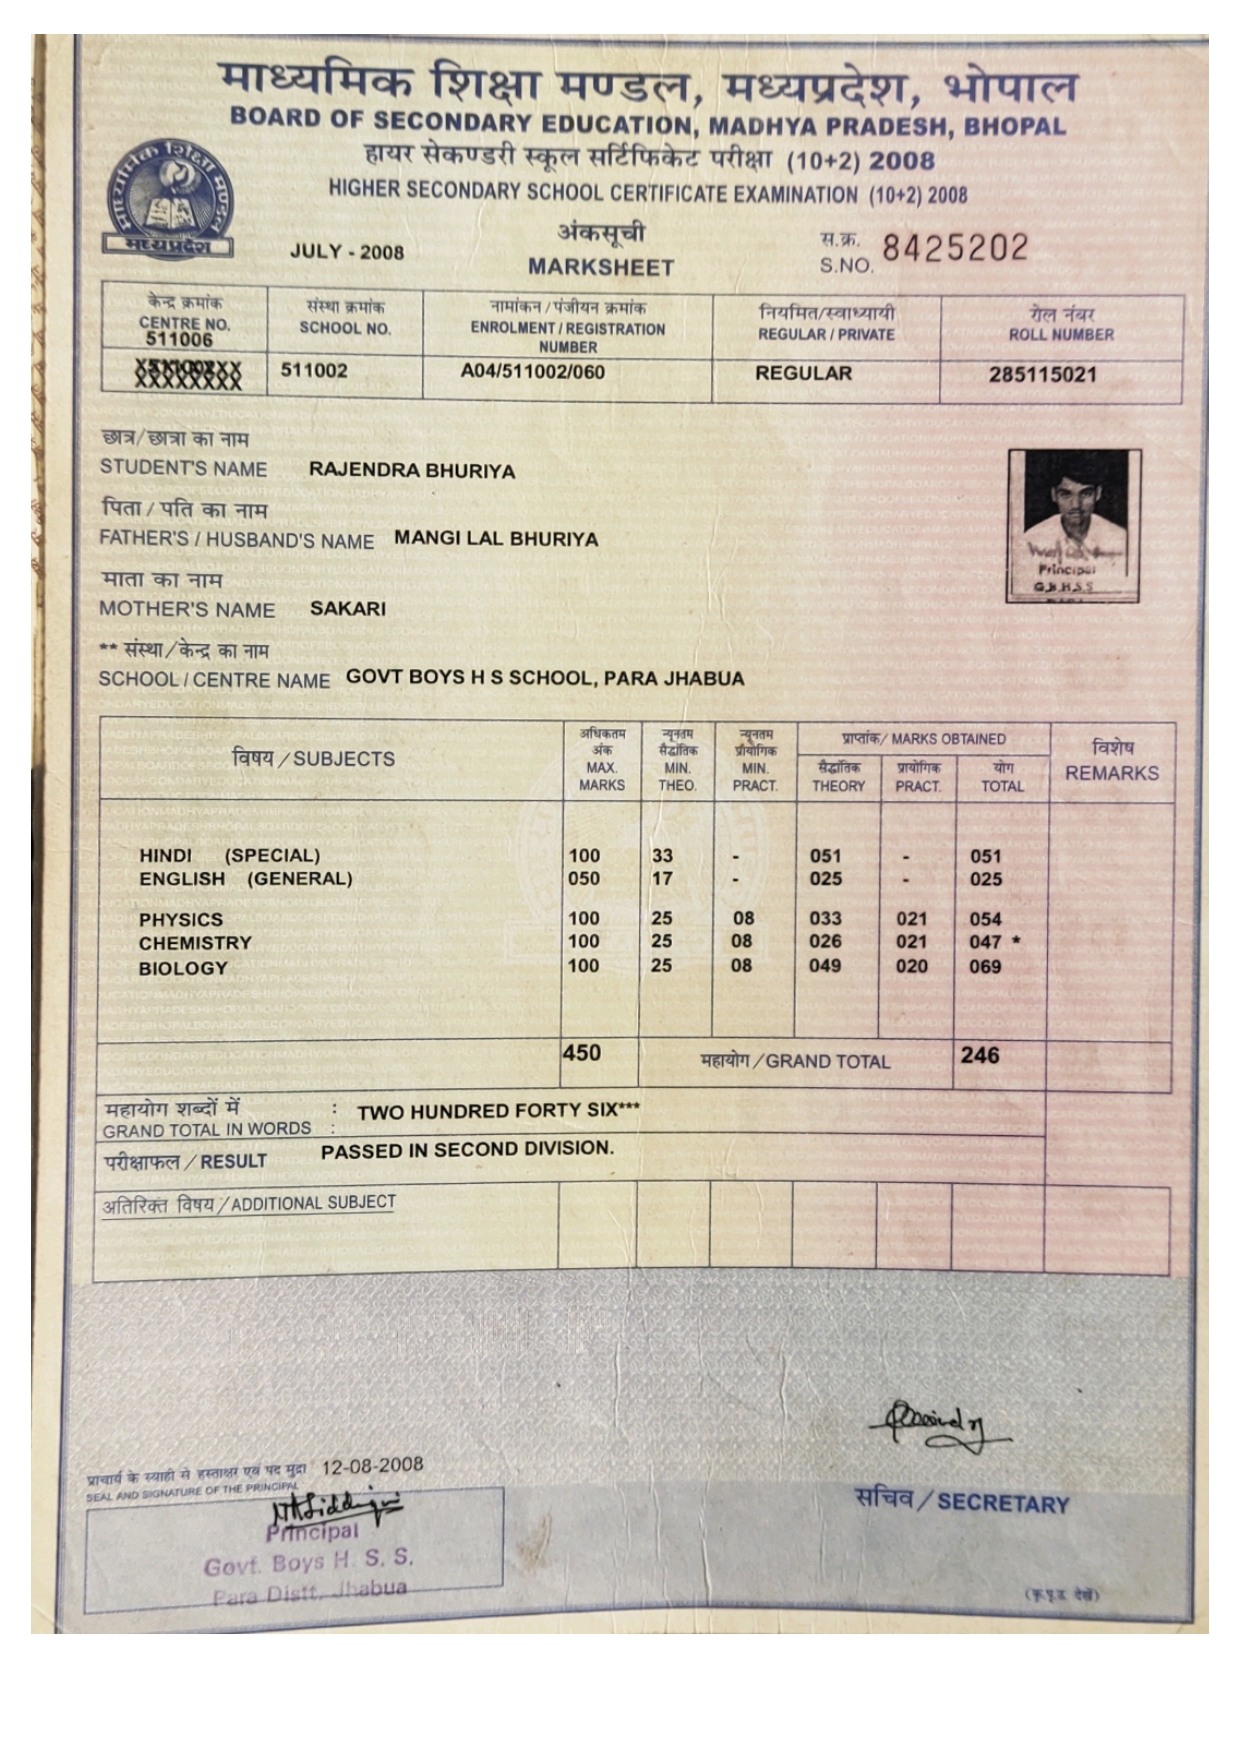 माध्यमिक शिक्षा मण्डल, मध्यप्रदेश, भोपाल
BOARD OF SECONDARY EDUCATION, MADHYA PRADESH, BHOPAL
हायर सेकण्डरी स्कूल सर्टिफिकेट परीक्षा (10+2) 2008
HIGHER SECONDARY SCHOOL CERTIFICATE EXAMINATION (10+2) 2008
माध्यमिक शिक्षा मण्डल
मध्यप्रदेश
JULY - 2008
अंकसूची
MARKSHEET
स.क्र.
S.NO. 8425202
केन्द्र क्रमांक संस्था क्रमांक नामांकन/पंजीयन क्रमांक नियमित/स्वाध्यायी रोल नंबर
CENTRE NO. SCHOOL NO. ENROLMENT / REGISTRATION NUMBER REGULAR / PRIVATE ROLL NUMBER
511006
511002 A04/511002/060 REGULAR 285115021
छात्र/छात्रा का नाम
STUDENT'S NAME RAJENDRA BHURIYA
पिता / पति का नाम
FATHER'S / HUSBAND'S NAME MANGI LAL BHURIYA
माता का नाम
MOTHER'S NAME SAKARI
Principal
G.B.H.S.S
** संस्था/केन्द्र का नाम
SCHOOL / CENTRE NAME GOVT BOYS H S SCHOOL, PARA JHABUA
विषय / SUBJECTS
अधिकतम अंक MAX. MARKS
न्यूनतम सैद्धांतिक MIN. THEO.
न्यूनतम प्रायोगिक MIN. PRACT.
प्राप्तांक/ MARKS OBTAINED
सैद्धांतिक THEORY
प्रायोगिक PRACT.
योग TOTAL
विशेष REMARKS
HINDI (SPECIAL) 100 33 - 051 - 051
ENGLISH (GENERAL) 050 17 - 025 - 025
PHYSICS 100 25 08 033 021 054
CHEMISTRY 100 25 08 026 021 047 *
BIOLOGY 100 25 08 049 020 069
450 महायोग / GRAND TOTAL 246
महायोग शब्दों में :
GRAND TOTAL IN WORDS : TWO HUNDRED FORTY SIX***
परीक्षाफल / RESULT PASSED IN SECOND DIVISION.
अतिरिक्त विषय / ADDITIONAL SUBJECT
प्राचार्य के स्याही से हस्ताक्षर एवं पद मुद्रा 12-08-2008
SEAL AND SIGNATURE OF THE PRINCIPAL
Principal
Govt. Boys H. S. S.
Para Distt. Jhabua
सचिव / SECRETARY
(कृ.पृ.उ. देखें)